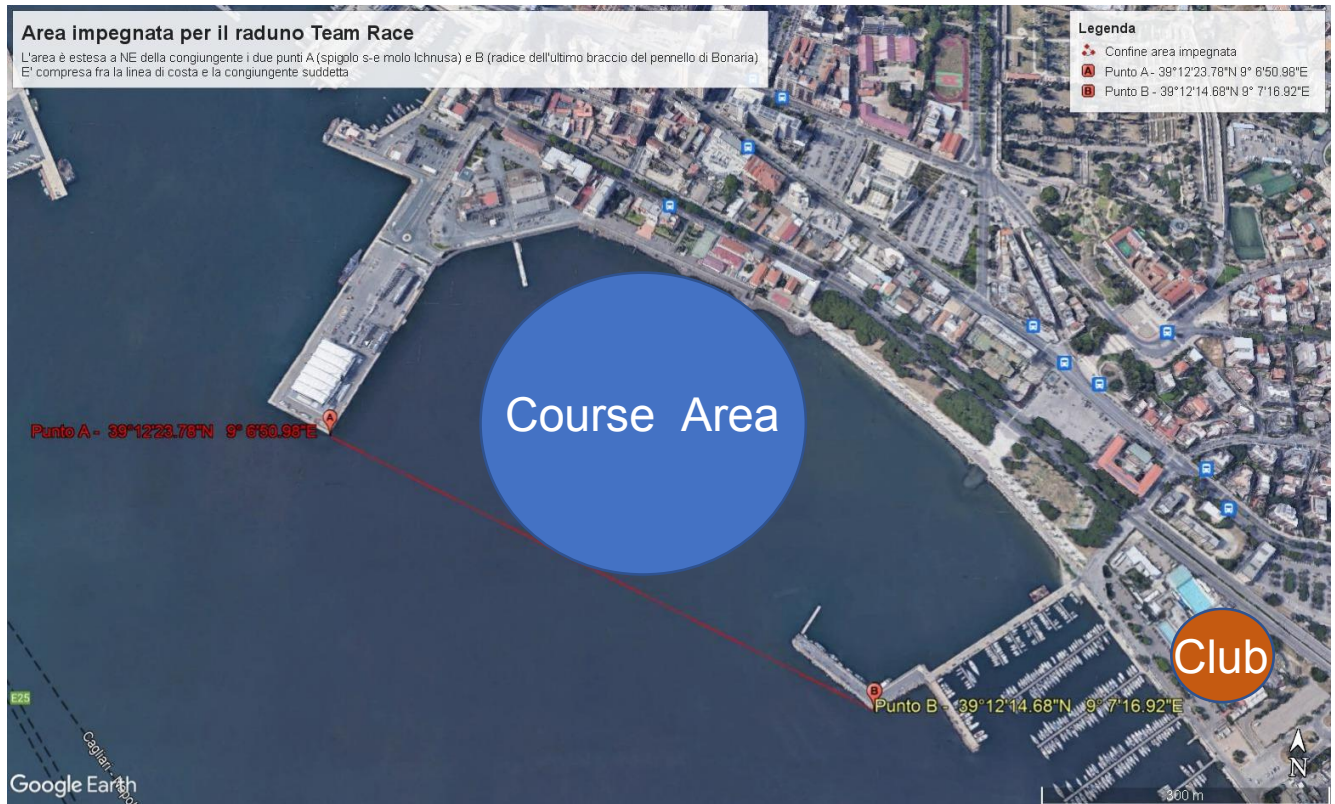 Area impegnata per il raduno Team Race
L'area è estesa a NE della congiungente i due punti A (spigolo s-e molo Ichnusa) e B (radice dell'ultimo braccio del pennello di Bonaria)
E' compresa fra la linea di costa e la congiungente suddetta
Legenda
Confine area impegnata
A Punto A - 39°12'23.78"N 9° 6'50.98"E
B Punto B - 39°12'14.68"N 9° 7'16.92"E
Course Area
A
Punto A - 39°12'23.78"N 9° 6'50.98"E
Club
B
Punto B - 39°12'14.68"N 9° 7'16.92"E
E25
Cagliari -
N
Google Earth
300 m